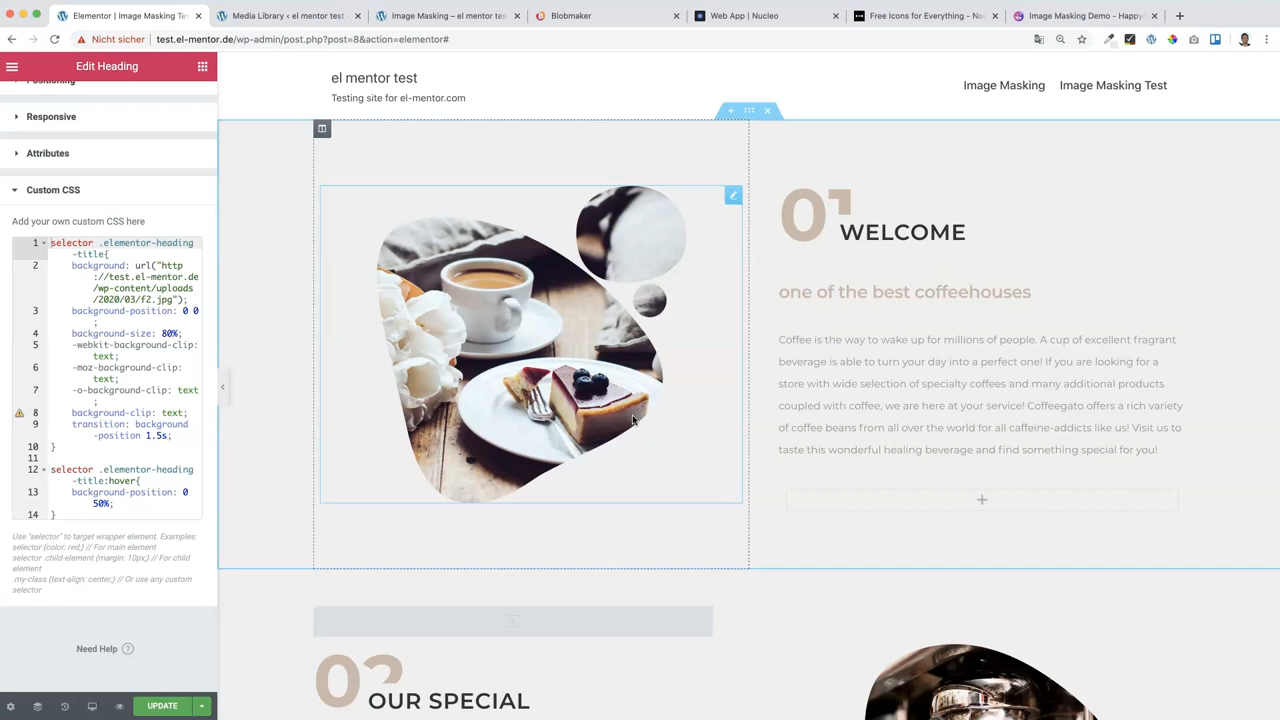 Elementor | Image Masking Tes
Media Library ‹ el mentor test
Image Masking – el mentor test
Blobmaker
Web App | Nucleo
Free Icons for Everything - No
Image Masking Demo - HappyA
Nicht sicher
test.el-mentor.de/wp-admin/post.php?post=8&action=elementor#
Edit Heading
Positioning
Responsive
Attributes
Custom CSS
Add your own custom CSS here
1 selector .elementor-heading
-title{
2 background: url("http
://test.el-mentor.de
/wp-content/uploads
/2020/03/f2.jpg");
3 background-position: 0 0
;
4 background-size: 80%;
5 -webkit-background-clip:
text;
6 -moz-background-clip:
text;
7 -o-background-clip: text
;
8 background-clip: text;
9 transition: background
-position 1.5s;
10 }
11
12 selector .elementor-heading
-title:hover{
13 background-position: 0
50%;
14 }
Use "selector" to target wrapper element. Examples:
selector {color: red;} // For main element
selector .child-element {margin: 10px;} // For child
element
.my-class {text-align: center;} // Or use any custom
selector
Need Help ?
UPDATE
el mentor test
Testing site for el-mentor.com
Image Masking
Image Masking Test
01
WELCOME
one of the best coffeehouses
Coffee is the way to wake up for millions of people. A cup of excellent fragrant
beverage is able to turn your day into a perfect one! If you are looking for a
store with wide selection of specialty coffees and many additional products
coupled with coffee, we are here at your service! Coffeegato offers a rich variety
of coffee beans from all over the world for all caffeine-addicts like us! Visit us to
taste this wonderful healing beverage and find something special for you!
02
OUR SPECIAL